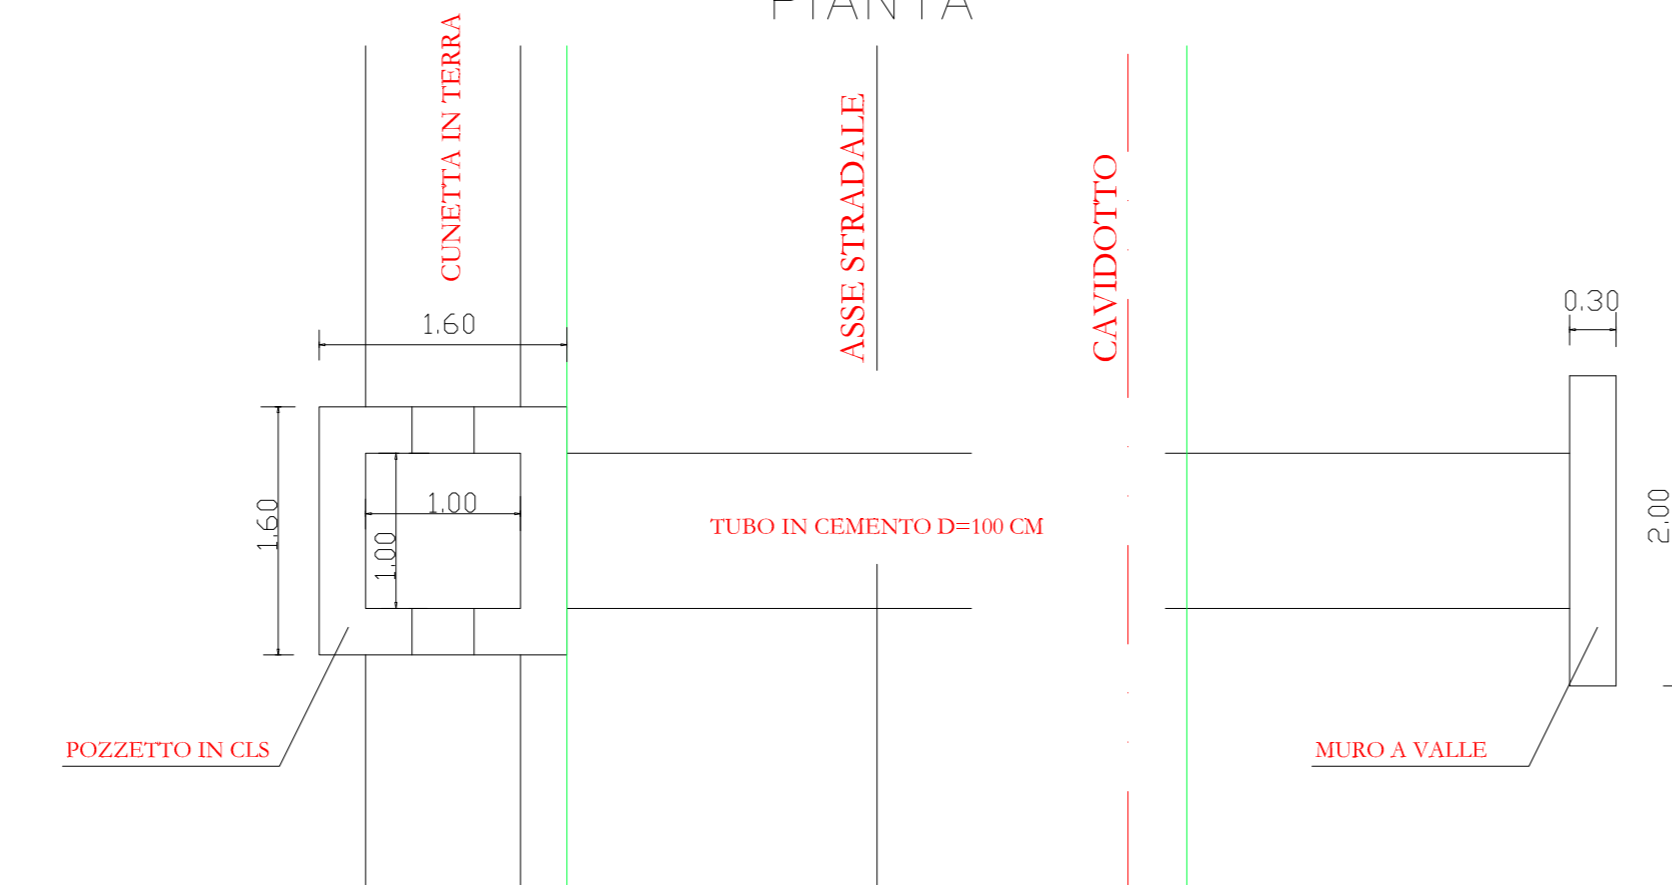 PIANTA
CUNETTA IN TERRA
ASSE STRADALE
CAVIDOTTO
1.60
0.30
1.60
1.00
1.00
TUBO IN CEMENTO D=100 CM
2.00
POZZETTO IN CLS
MURO A VALLE